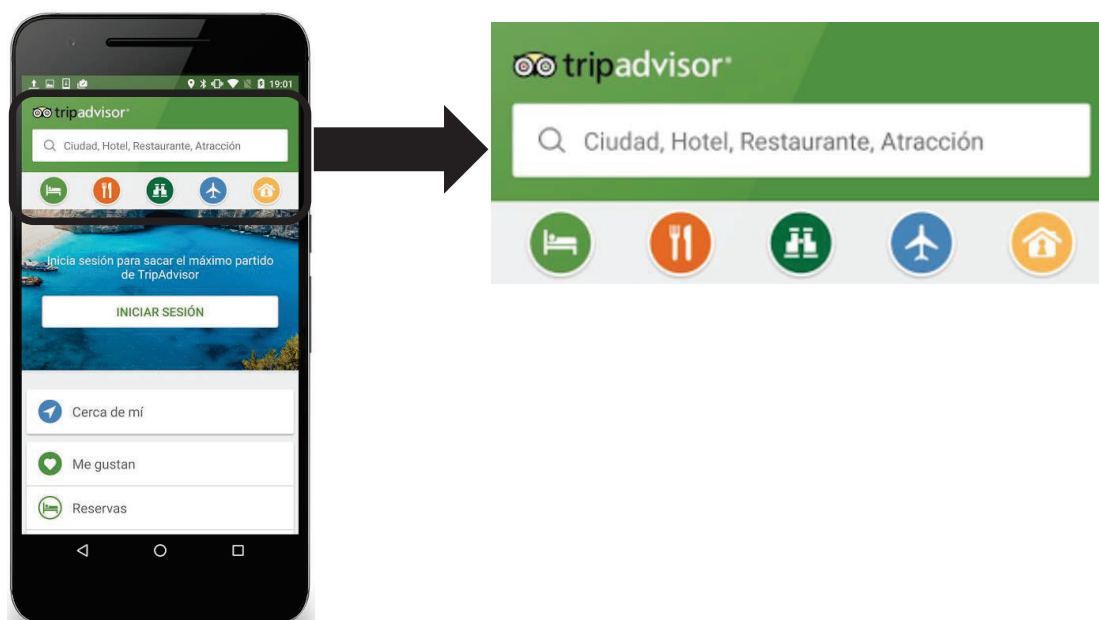 19:01
tripadvisor
Ciudad, Hotel, Restaurante, Atracción
Inicia sesión para sacar el máximo partido
de TripAdvisor
INICIAR SESIÓN
Cerca de mí
Me gustan
Reservas
tripadvisor
Ciudad, Hotel, Restaurante, Atracción